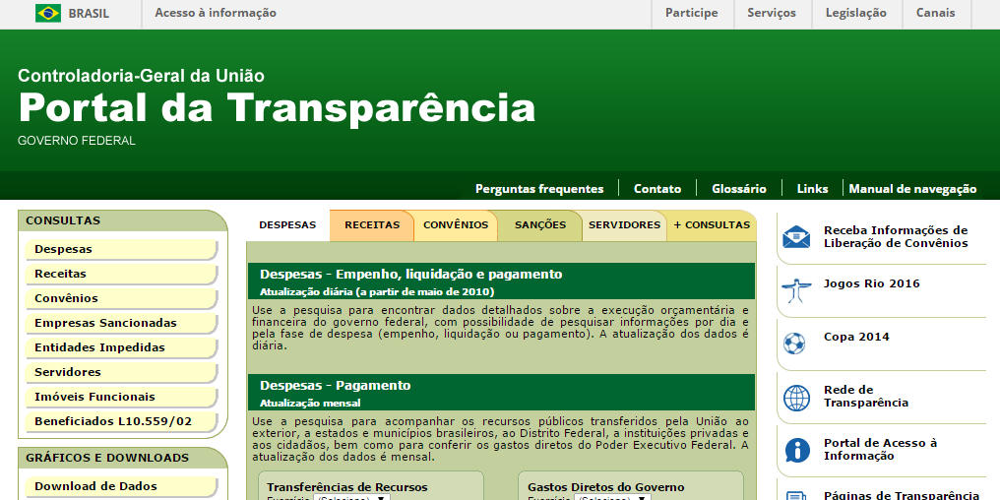 BRASIL
Acesso à informação
Participe
Serviços
Legislação
Canais
Controladoria-Geral da União
Portal da Transparência
GOVERNO FEDERAL
Perguntas frequentes
Contato
Glossário
Links
Manual de navegação
CONSULTAS
Despesas
Receitas
Convênios
Empresas Sancionadas
Entidades Impedidas
Servidores
Imóveis Funcionais
Beneficiados L10.559/02
GRÁFICOS E DOWNLOADS
Download de Dados
DESPESAS
RECEITAS
CONVÊNIOS
SANÇÕES
SERVIDORES
+ CONSULTAS
Despesas - Empenho, liquidação e pagamento
Atualização diária (a partir de maio de 2010)
Use a pesquisa para encontrar dados detalhados sobre a execução orçamentária e
financeira do governo federal, com possibilidade de pesquisar informações por dia e
pela fase de despesa (empenho, liquidação ou pagamento). A atualização dos dados é
diária.
Despesas - Pagamento
Atualização mensal
Use a pesquisa para acompanhar os recursos públicos transferidos pela União ao
exterior, a estados e municípios brasileiros, ao Distrito Federal, a instituições privadas e
aos cidadãos, bem como para conferir os gastos diretos do Poder Executivo Federal. A
atualização dos dados é mensal.
Transferências de Recursos
Exercício (Selecione)
Gastos Diretos do Governo
Exercício (Selecione)
Receba Informações de
Liberação de Convênios
Jogos Rio 2016
Copa 2014
Rede de
Transparência
Portal de Acesso à
Informação
Páginas de Transparência